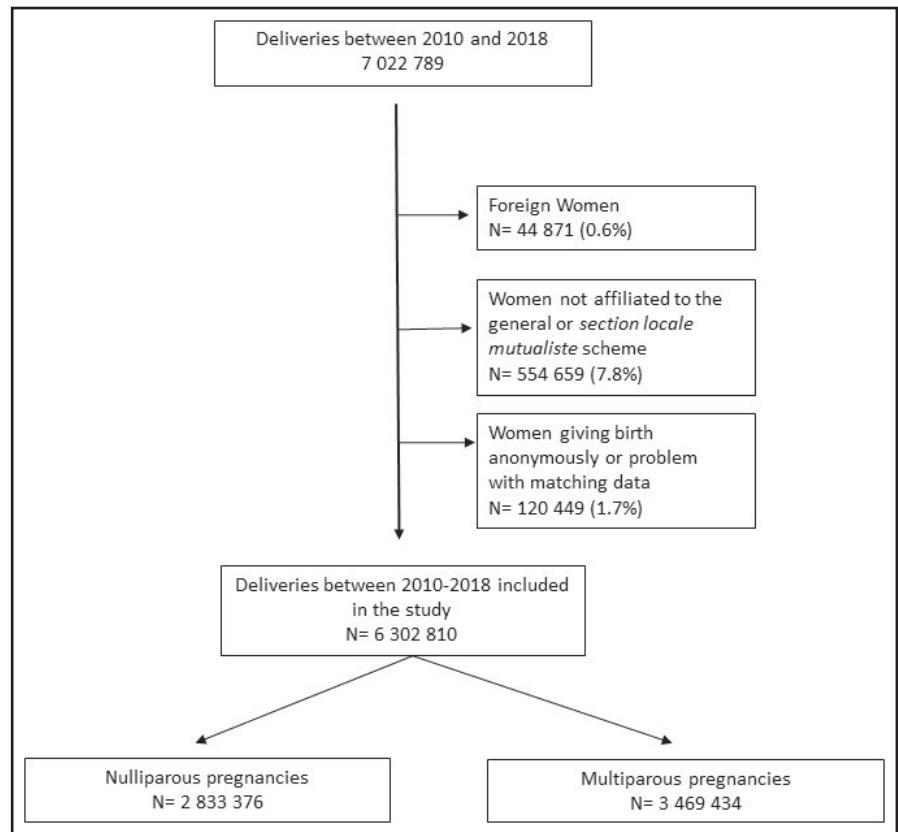 Deliveries between 2010 and 2018
7 022 789
Foreign Women
N= 44 871 (0.6%)
Women not affiliated to the
general or section locale
mutualiste scheme
N= 554 659 (7.8%)
Women giving birth
anonymously or problem
with matching data
N= 120 449 (1.7%)
Deliveries between 2010-2018 included
in the study
N= 6 302 810
Nulliparous pregnancies
N= 2 833 376
Multiparous pregnancies
N= 3 469 434